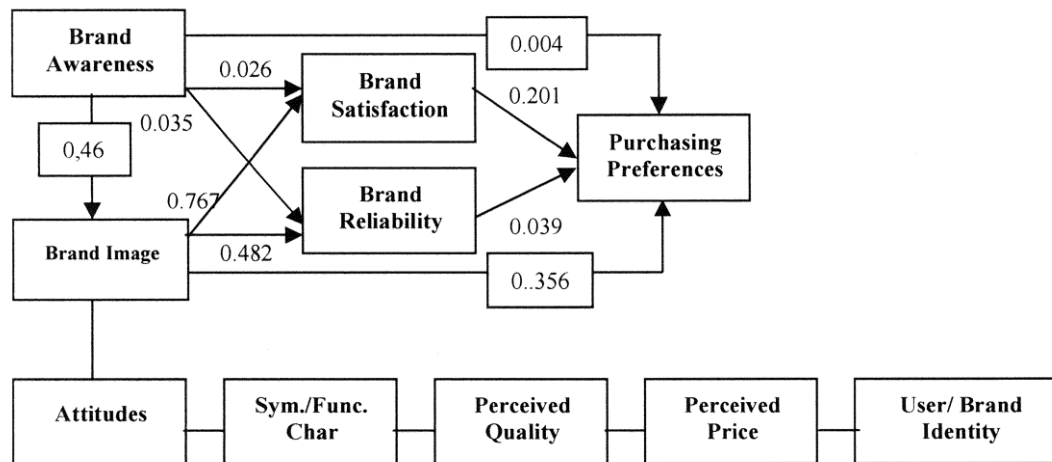 Brand
Awareness
0.004
0.026
Brand
Satisfaction
0.201
0.035
0,46
Purchasing
Preferences
Brand
Reliability
0.767
0.039
Brand Image
0.482
0..356
Attitudes
Sym./Func.
Char
Perceived
Quality
Perceived
Price
User/ Brand
Identity